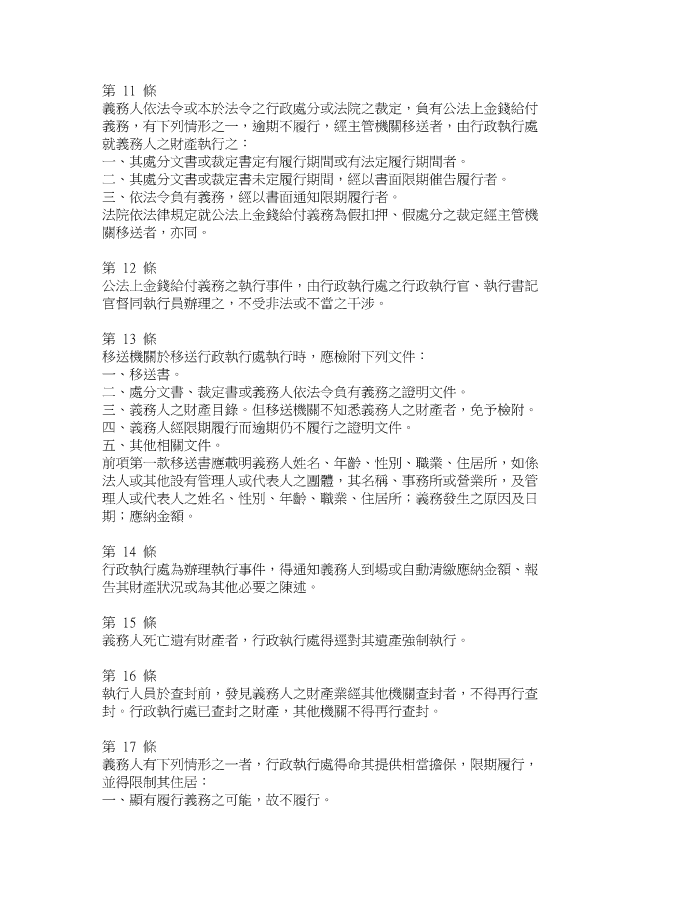 第 11 條
義務人依法令或本於法令之行政處分或法院之裁定，負有公法上金錢給付
義務，有下列情形之一，逾期不履行，經主管機關移送者，由行政執行處
就義務人之財產執行之：
一、其處分文書或裁定書定有履行期間或有法定履行期間者。
二、其處分文書或裁定書未定履行期間，經以書面限期催告履行者。
三、依法令負有義務，經以書面通知限期履行者。
法院依法律規定就公法上金錢給付義務為假扣押、假處分之裁定經主管機
關移送者，亦同。
第 12 條
公法上金錢給付義務之執行事件，由行政執行處之行政執行官、執行書記
官督同執行員辦理之，不受非法或不當之干涉。
第 13 條
移送機關於移送行政執行處執行時，應檢附下列文件：
一、移送書。
二、處分文書、裁定書或義務人依法令負有義務之證明文件。
三、義務人之財產目錄。但移送機關不知悉義務人之財產者，免予檢附。
四、義務人經限期履行而逾期仍不履行之證明文件。
五、其他相關文件。
前項第一款移送書應載明義務人姓名、年齡、性別、職業、住居所，如係
法人或其他設有管理人或代表人之團體，其名稱、事務所或營業所，及管
理人或代表人之姓名、性別、年齡、職業、住居所；義務發生之原因及日
期；應納金額。
第 14 條
行政執行處為辦理執行事件，得通知義務人到場或自動清繳應納金額、報
告其財產狀況或為其他必要之陳述。
第 15 條
義務人死亡遺有財產者，行政執行處得逕對其遺產強制執行。
第 16 條
執行人員於查封前，發見義務人之財產業經其他機關查封者，不得再行查
封。行政執行處已查封之財產，其他機關不得再行查封。
第 17 條
義務人有下列情形之一者，行政執行處得命其提供相當擔保，限期履行，
並得限制其住居：
一、顯有履行義務之可能，故不履行。